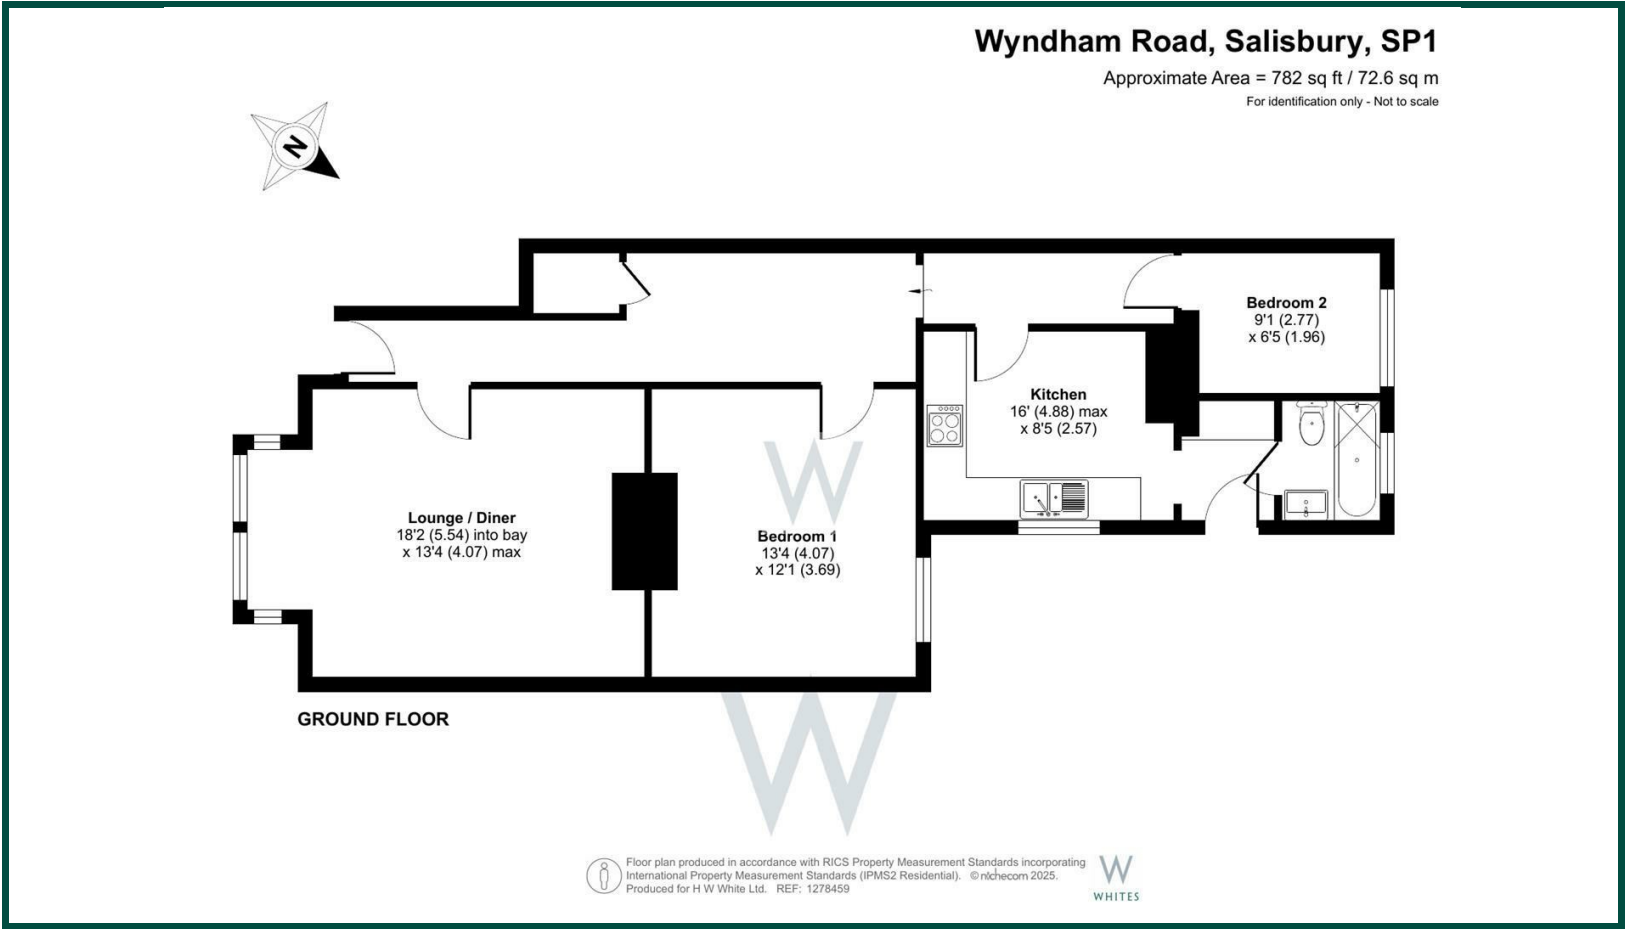 Wyndham Road, Salisbury, SP1
Approximate Area = 782 sq ft / 72.6 sq m
For identification only - Not to scale
N
Bedroom 2
9'1 (2.77)
x 6'5 (1.96)
Kitchen
16' (4.88) max
x 8'5 (2.57)
Lounge / Diner
18'2 (5.54) into bay
x 13'4 (4.07) max
Bedroom 1
13'4 (4.07)
x 12'1 (3.69)
GROUND FLOOR
Floor plan produced in accordance with RICS Property Measurement Standards incorporating
International Property Measurement Standards (IPMS2 Residential). © nichecom 2025.
Produced for H W White Ltd. REF: 1278459
W
WHITES